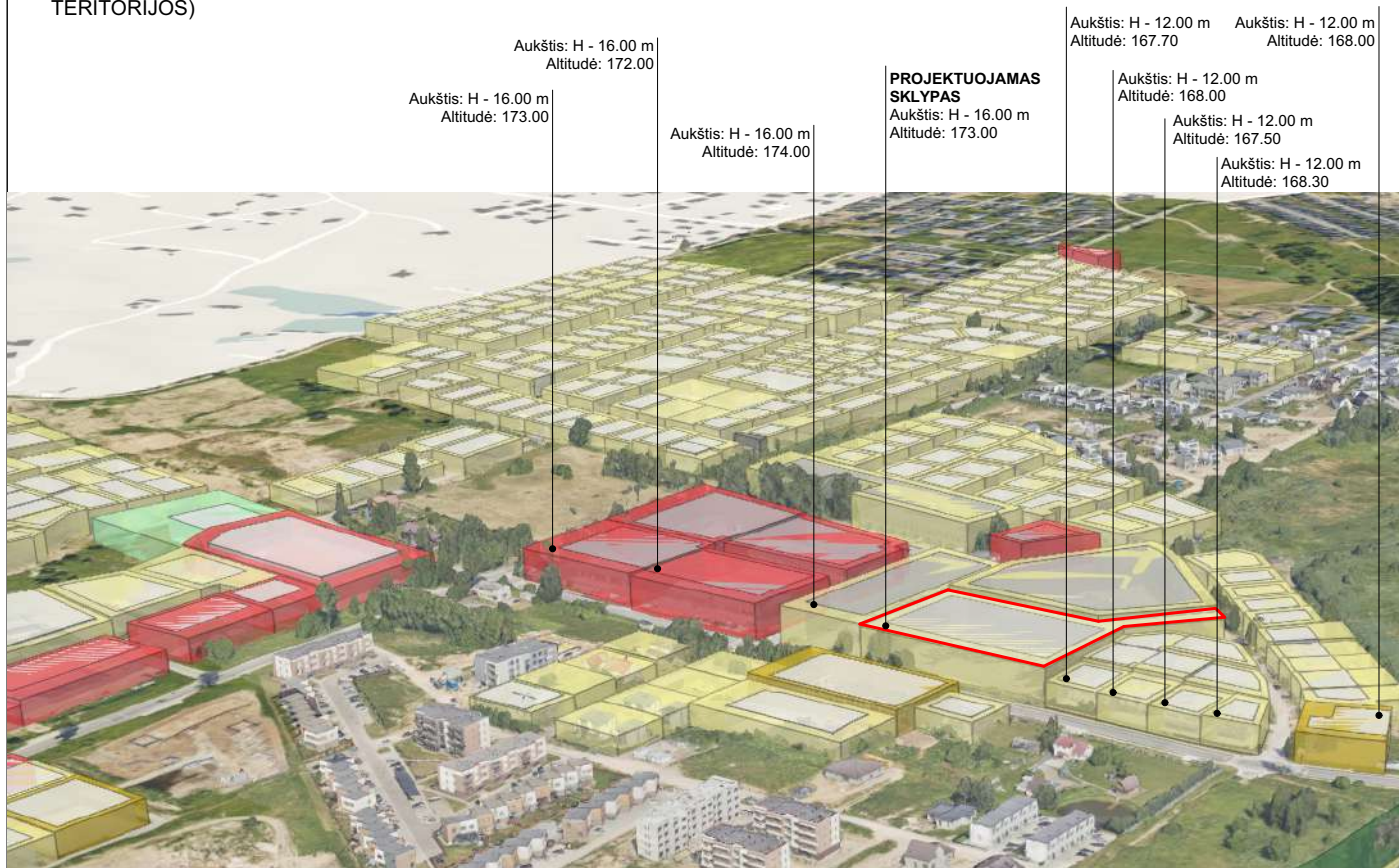 TERITORIJOS)
Aukštis: H - 16.00 m
Altitudė: 173.00
Aukštis: H - 16.00 m
Altitudė: 172.00
Aukštis: H - 16.00 m
Altitudė: 174.00
PROJEKTUOJAMAS
SKLYPAS
Aukštis: H - 16.00 m
Altitudė: 173.00
Aukštis: H - 12.00 m
Altitudė: 167.70
Aukštis: H - 12.00 m
Altitudė: 168.00
Aukštis: H - 12.00 m
Altitudė: 167.50
Aukštis: H - 12.00 m
Altitudė: 168.30
Aukštis: H - 12.00 m
Altitudė: 168.00